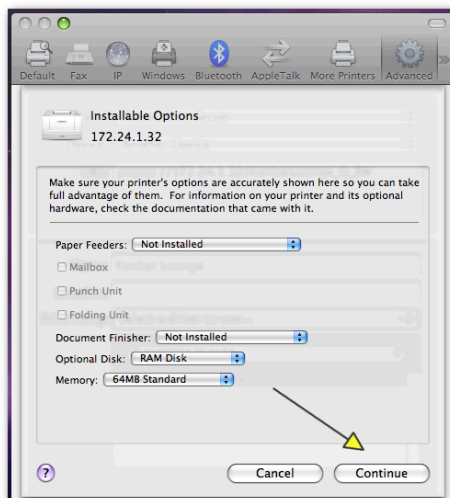 Default Fax IP Windows Bluetooth AppleTalk More Printers Advanced
Installable Options
172.24.1.32
Make sure your printer's options are accurately shown here so you can take
full advantage of them. For information on your printer and its optional
hardware, check the documentation that came with it.
Paper Feeders: Not Installed
Mailbox
Punch Unit
Folding Unit
Document Finisher: Not Installed
Optional Disk: RAM Disk
Memory: 64MB Standard
? Cancel Continue